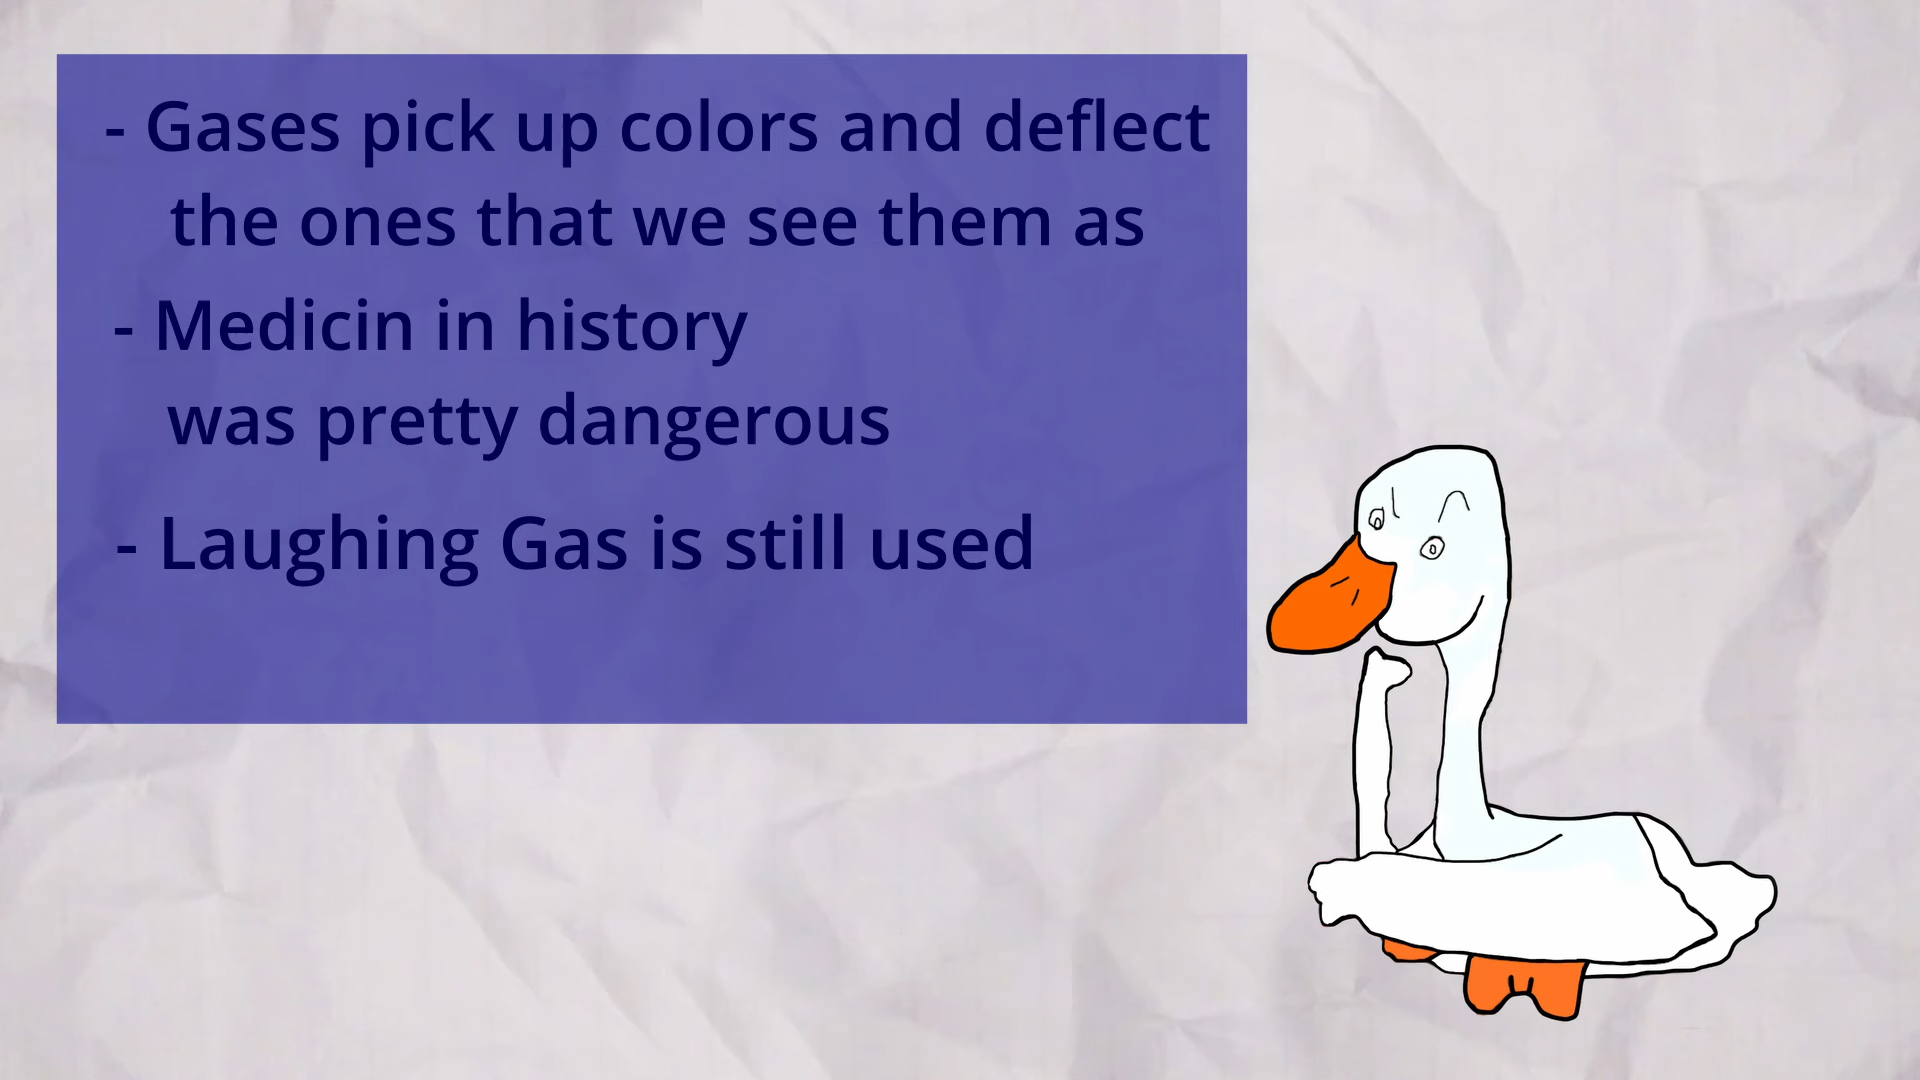 - Gases pick up colors and deflect
the ones that we see them as
- Medicin in history
was pretty dangerous
- Laughing Gas is still used